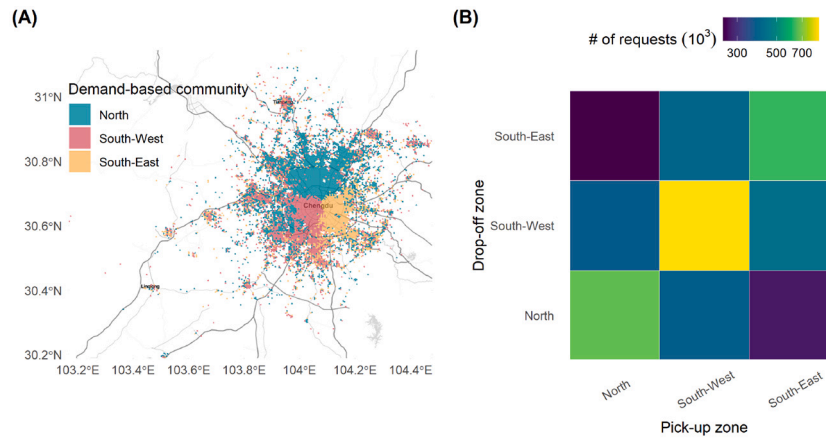 (A)
Demand-based community
North
South-West
South-East
31°N
30.8°N
30.6°N
30.4°N
30.2°N
Chengdu
103.2°E 103.4°E 103.6°E 103.8°E 104°E 104.2°E 104.4°E
(B)
# of requests (10³)
300 500 700
Drop-off zone
South-East
South-West
North
North
South-West
South-East
Pick-up zone